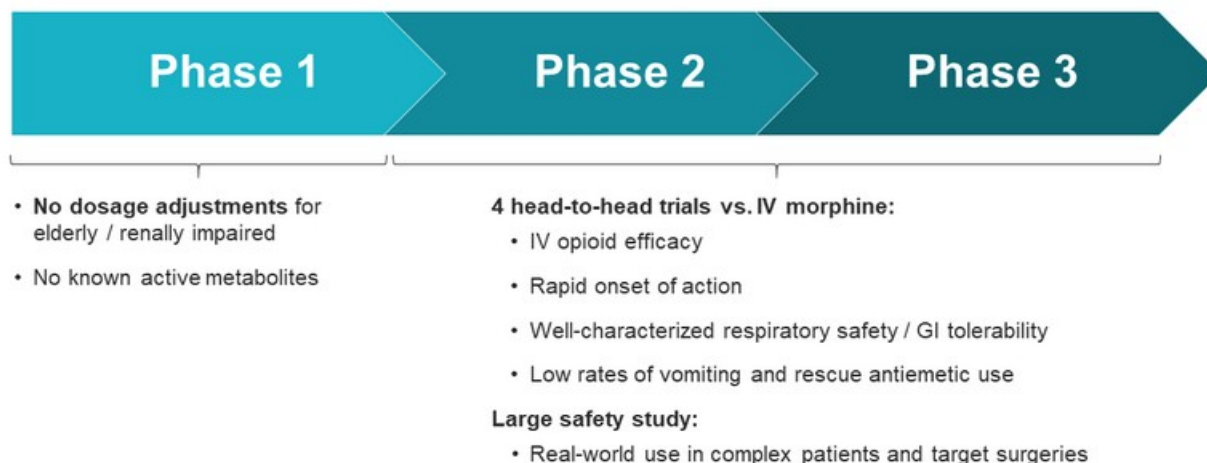 Phase 1
Phase 2
Phase 3
• No dosage adjustments for
elderly / renally impaired
• No known active metabolites
4 head-to-head trials vs. IV morphine:
• IV opioid efficacy
• Rapid onset of action
• Well-characterized respiratory safety / GI tolerability
• Low rates of vomiting and rescue antiemetic use
Large safety study:
• Real-world use in complex patients and target surgeries